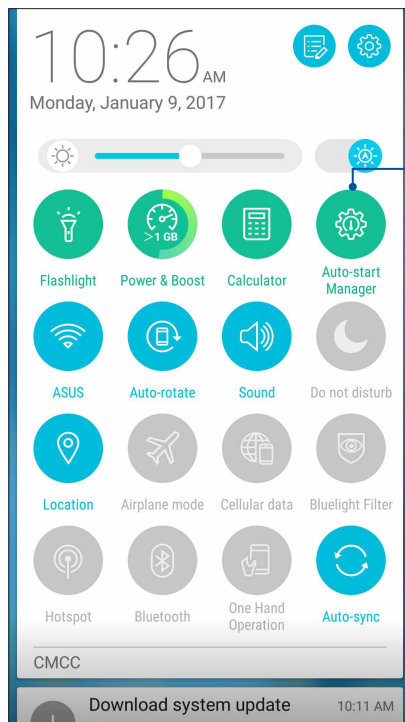 10:26 AM
Monday, January 9, 2017
A
>1 GB
Flashlight
Power & Boost
Calculator
Auto-start
Manager
ASUS
Auto-rotate
Sound
Do not disturb
Location
Airplane mode
Cellular data
Bluelight Filter
Hotspot
Bluetooth
One Hand
Operation
Auto-sync
CMCC
Download system update 10:11 AM